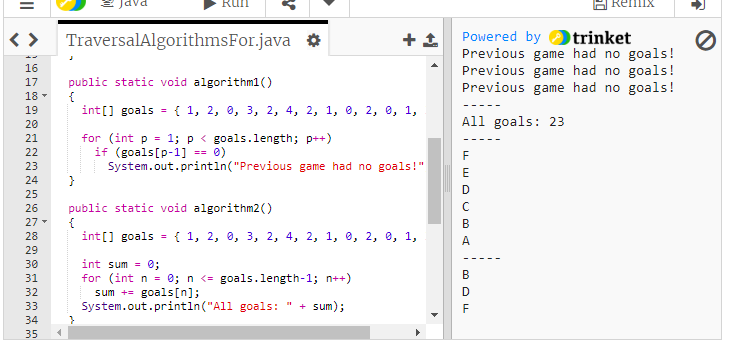 Java
Run
Remix
TraversalAlgorithmsFor.java
16
17 public static void algorithm1()
18 {
19 int[] goals = { 1, 2, 0, 3, 2, 4, 2, 1, 0, 2, 0, 1,
20
21 for (int p = 1; p < goals.length; p++)
22 if (goals[p-1] == 0)
23 System.out.println("Previous game had no goals!"
24 }
25
26 public static void algorithm2()
27 {
28 int[] goals = { 1, 2, 0, 3, 2, 4, 2, 1, 0, 2, 0, 1,
29
30 int sum = 0;
31 for (int n = 0; n <= goals.length-1; n++)
32 sum += goals[n];
33 System.out.println("All goals: " + sum);
34 }
35
Powered by trinket
Previous game had no goals!
Previous game had no goals!
Previous game had no goals!
-----
All goals: 23
-----
F
E
D
C
B
A
-----
B
D
F